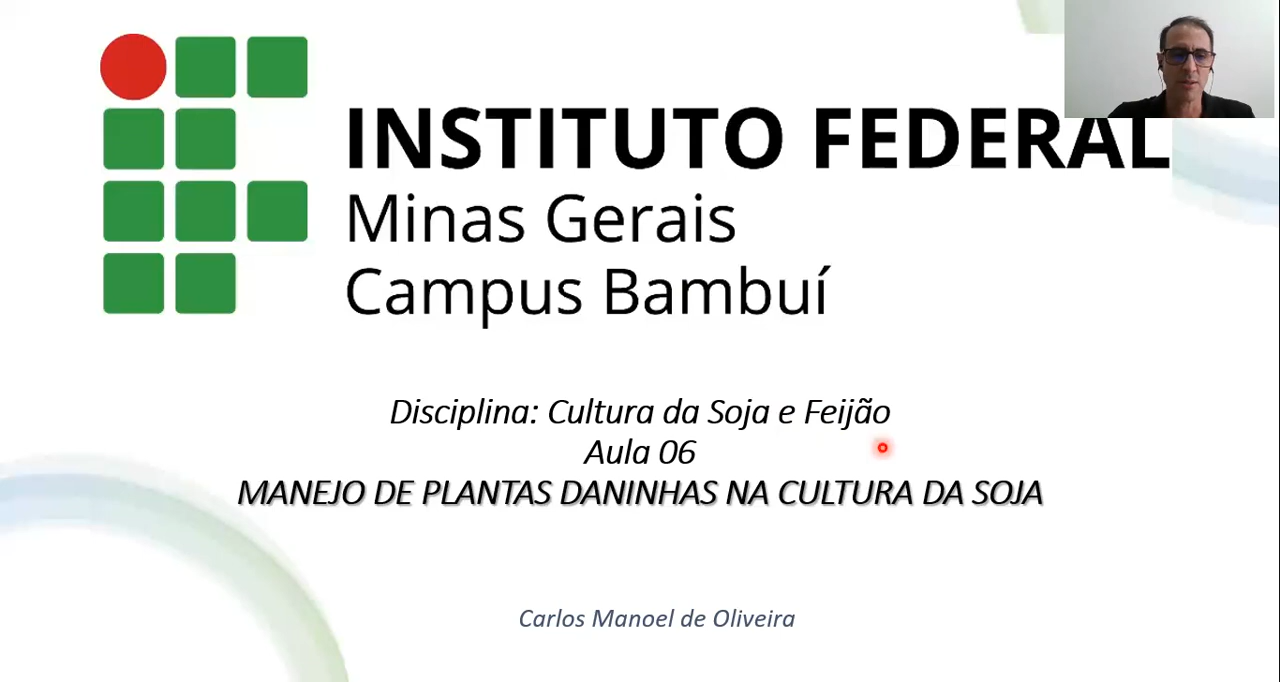 INSTITUTO FEDERAL
Minas Gerais
Campus Bambuí
Disciplina: Cultura da Soja e Feijão
Aula 06
MANEJO DE PLANTAS DANINHAS NA CULTURA DA SOJA
Carlos Manoel de Oliveira